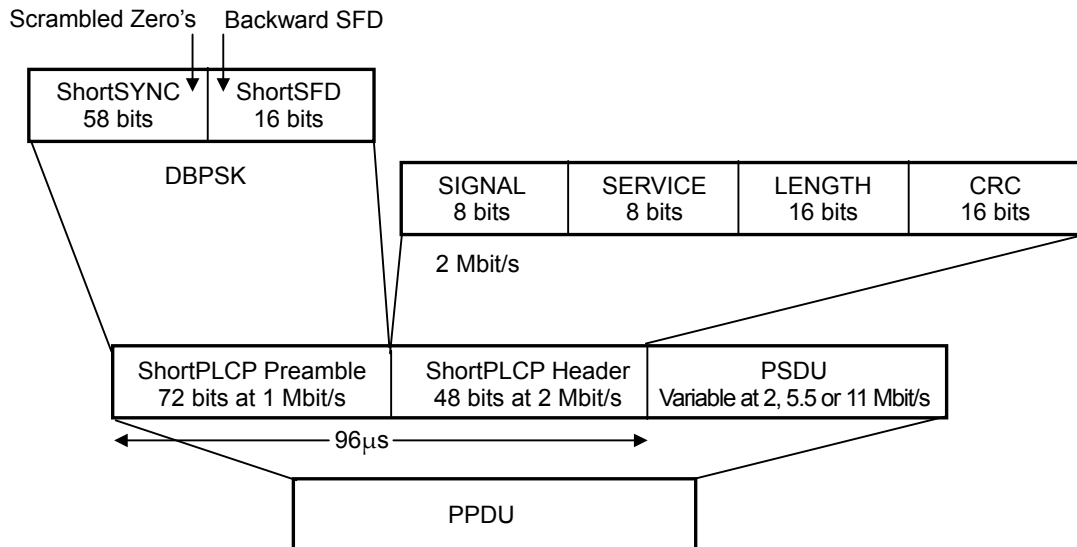 Scrambled Zero's Backward SFD
ShortSYNC ShortSFD
58 bits 16 bits
DBPSK
SIGNAL SERVICE LENGTH CRC
8 bits 8 bits 16 bits 16 bits
2 Mbit/s
ShortPLCP Preamble ShortPLCP Header PSDU
72 bits at 1 Mbit/s 48 bits at 2 Mbit/s Variable at 2, 5.5 or 11 Mbit/s
96μs
PPDU